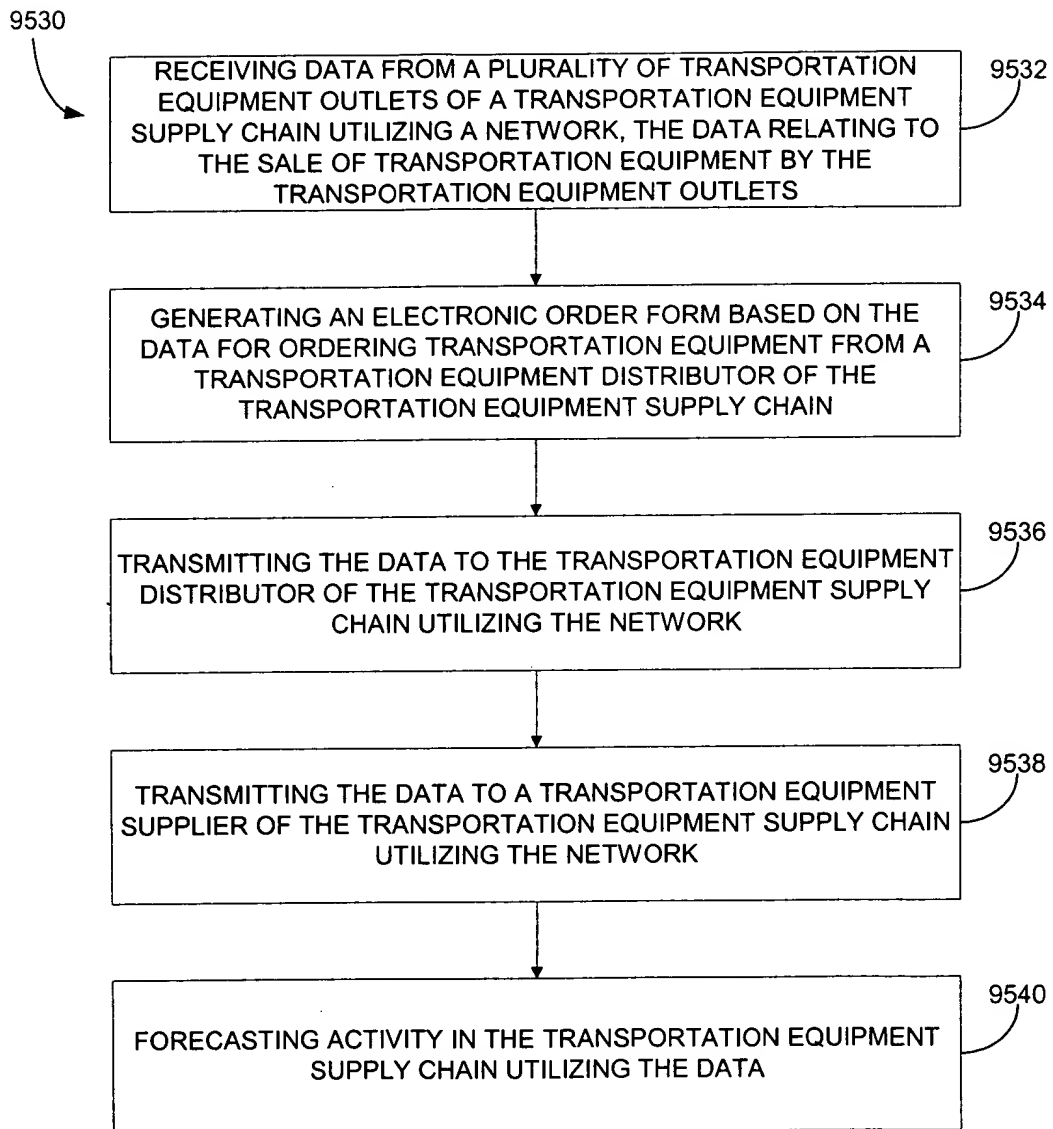 9530
RECEIVING DATA FROM A PLURALITY OF TRANSPORTATION
EQUIPMENT OUTLETS OF A TRANSPORTATION EQUIPMENT
SUPPLY CHAIN UTILIZING A NETWORK, THE DATA RELATING TO
THE SALE OF TRANSPORTATION EQUIPMENT BY THE
TRANSPORTATION EQUIPMENT OUTLETS
9532
GENERATING AN ELECTRONIC ORDER FORM BASED ON THE
DATA FOR ORDERING TRANSPORTATION EQUIPMENT FROM A
TRANSPORTATION EQUIPMENT DISTRIBUTOR OF THE
TRANSPORTATION EQUIPMENT SUPPLY CHAIN
9534
TRANSMITTING THE DATA TO THE TRANSPORTATION EQUIPMENT
DISTRIBUTOR OF THE TRANSPORTATION EQUIPMENT SUPPLY
CHAIN UTILIZING THE NETWORK
9536
TRANSMITTING THE DATA TO A TRANSPORTATION EQUIPMENT
SUPPLIER OF THE TRANSPORTATION EQUIPMENT SUPPLY CHAIN
UTILIZING THE NETWORK
9538
FORECASTING ACTIVITY IN THE TRANSPORTATION EQUIPMENT
SUPPLY CHAIN UTILIZING THE DATA
9540